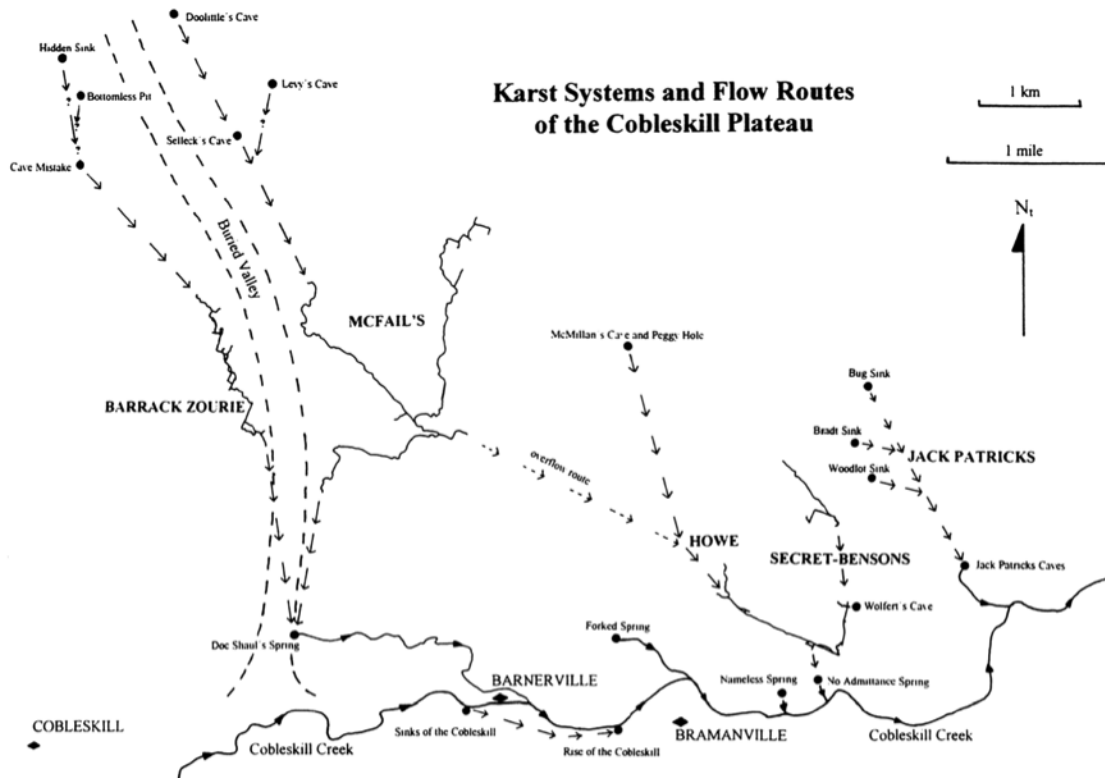 Doolittle's Cave
Hidden Sink
Levy's Cave
Karst Systems and Flow Routes
of the Cobleskill Plateau
1 km
Bottomless Pit
Selleck's Cave
1 mile
Cave Mistake
Nt
Buried Valley
MCFAIL'S
McMillan's Cave and Peggy Hole
Bug Sink
BARRACK ZOURIE
Bradt Sink
JACK PATRICKS
overflow route
Woodlot Sink
HOWE
SECRET-BENSONS
Jack Patricks Caves
Wolfert's Cave
Forked Spring
Doc Shaul's Spring
BARNERVILLE
Nameless Spring
No Admittance Spring
COBLESKILL
Sinks of the Cobleskill
BRAMANVILLE
Cobleskill Creek
Cobleskill Creek
Rise of the Cobleskill